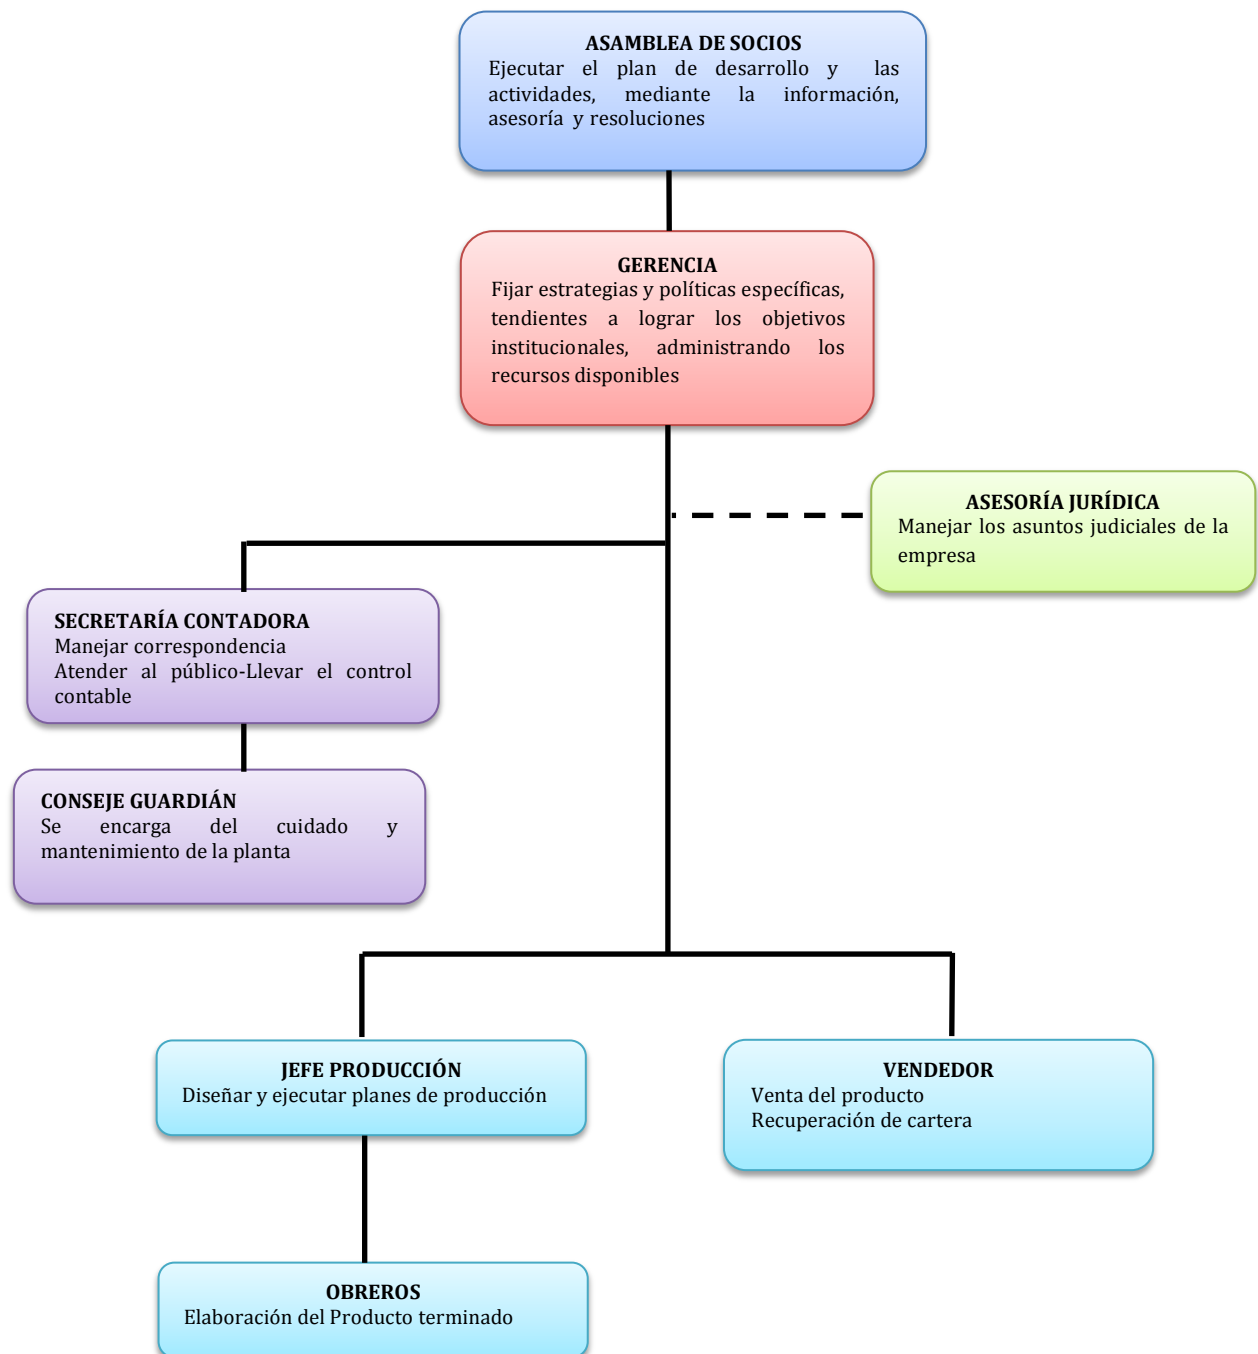 ASAMBLEA DE SOCIOS
Ejecutar el plan de desarrollo y las
actividades, mediante la información,
asesoría y resoluciones
GERENCIA
Fijar estrategias y políticas específicas,
tendientes a lograr los objetivos
institucionales, administrando los
recursos disponibles
ASESORÍA JURÍDICA
Manejar los asuntos judiciales de la
empresa
SECRETARÍA CONTADORA
Manejar correspondencia
Atender al público-Llevar el control
contable
CONSEJE GUARDIÁN
Se encarga del cuidado y
mantenimiento de la planta
JEFE PRODUCCIÓN
Diseñar y ejecutar planes de producción
VENDEDOR
Venta del producto
Recuperación de cartera
OBREROS
Elaboración del Producto terminado